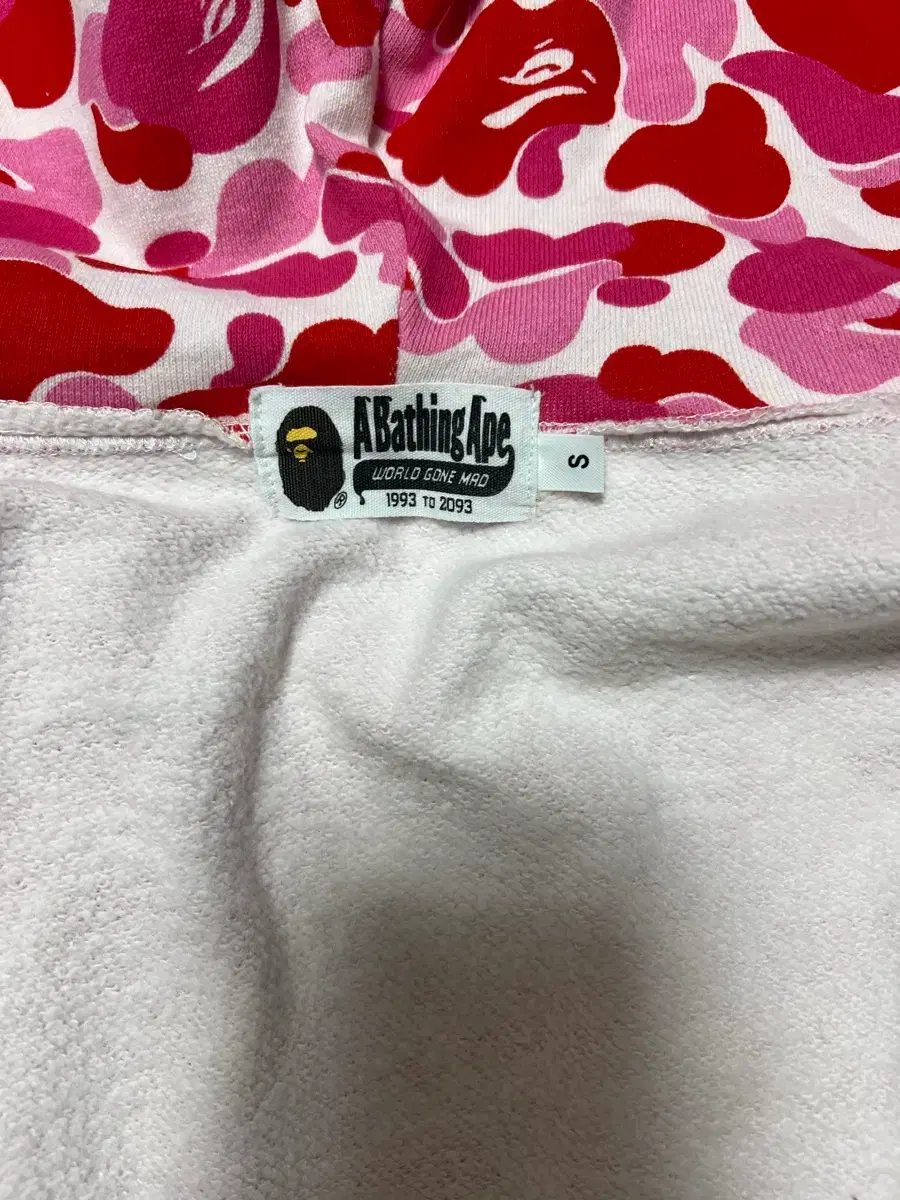 A Bathing Ape
WORLD GONE MAD
1993 TO 2093
®
S